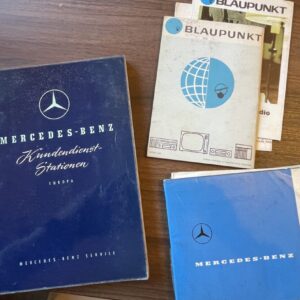 MERCEDES-BENZ
Kundendienst-
Stationen
EUROPA
MERCEDES-BENZ SERVICE
BLAUPUNKT
BLAUPUNKT
MERCEDES-BENZ